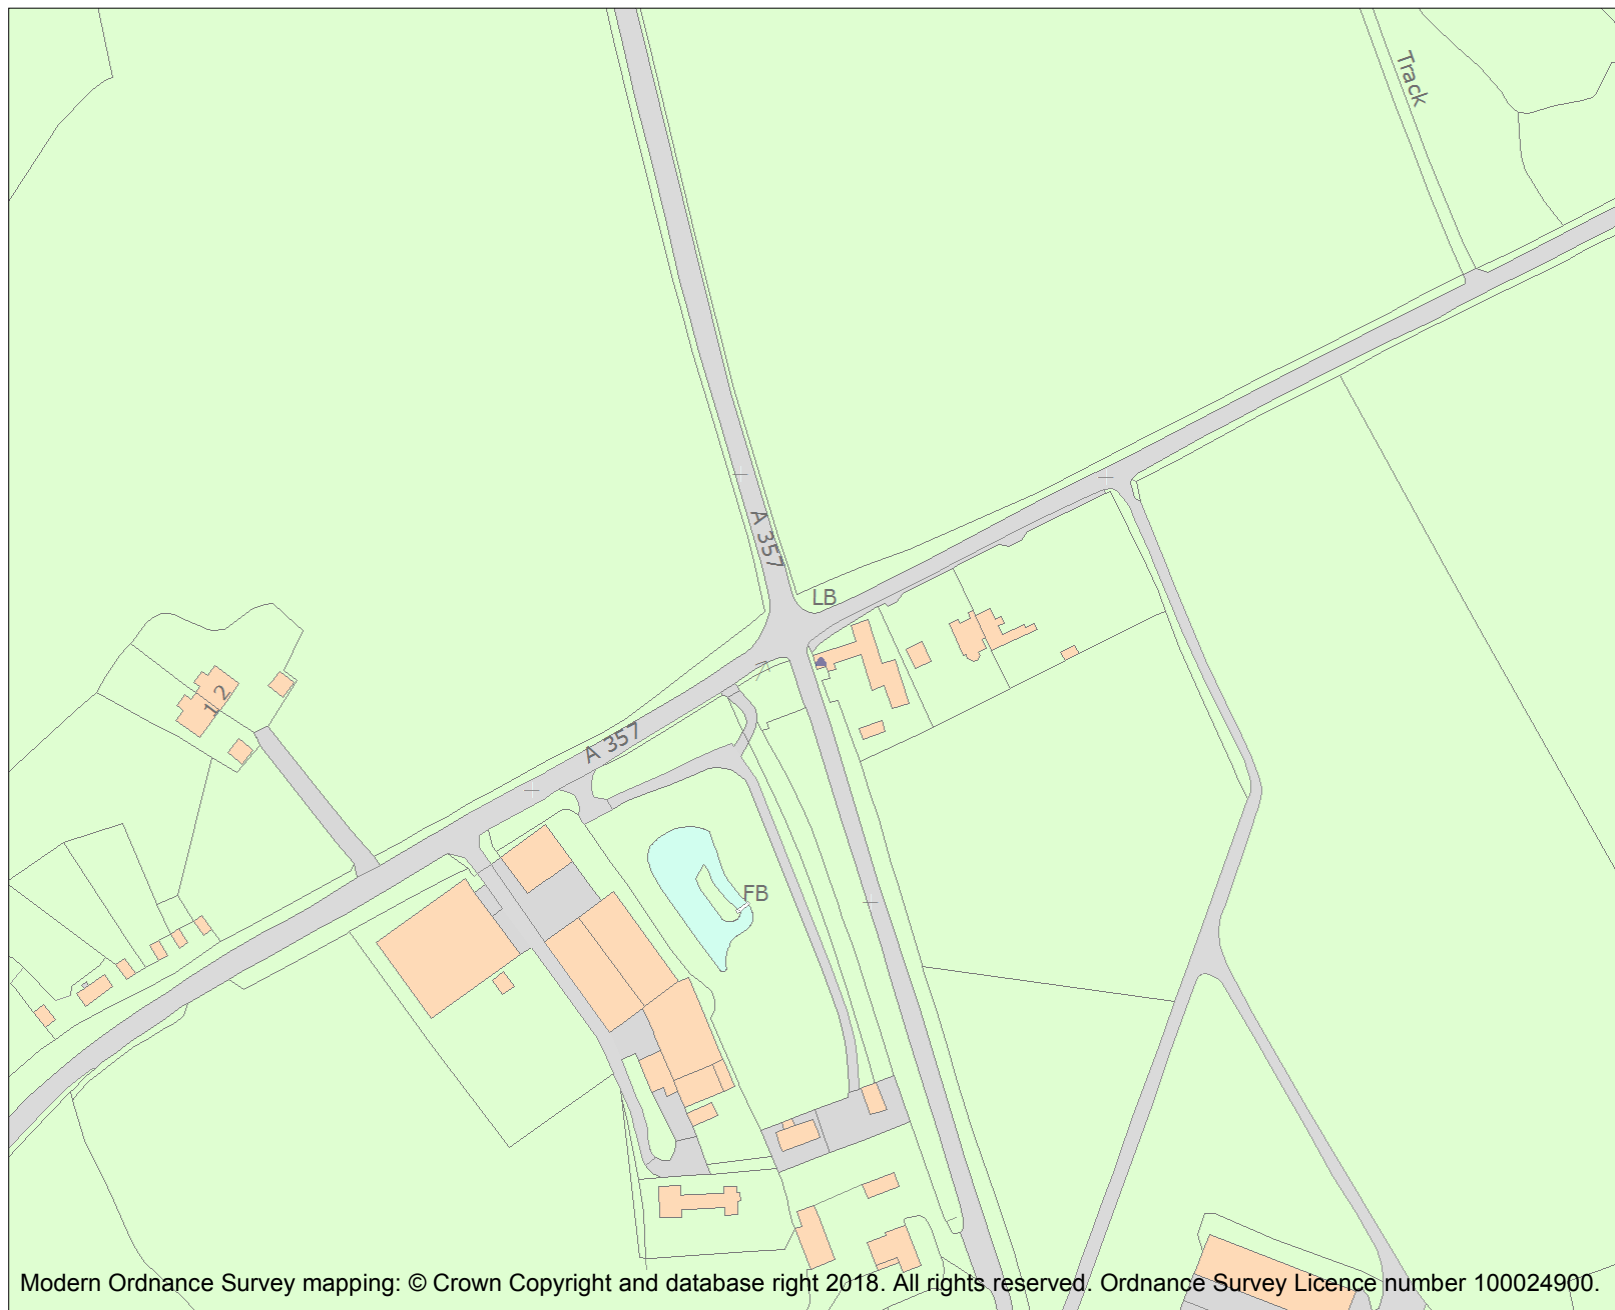 Track
A 357
LB
1 2
A 357
FB
Modern Ordnance Survey mapping: © Crown Copyright and database right 2018. All rights reserved. Ordnance Survey Licence number 100024900.